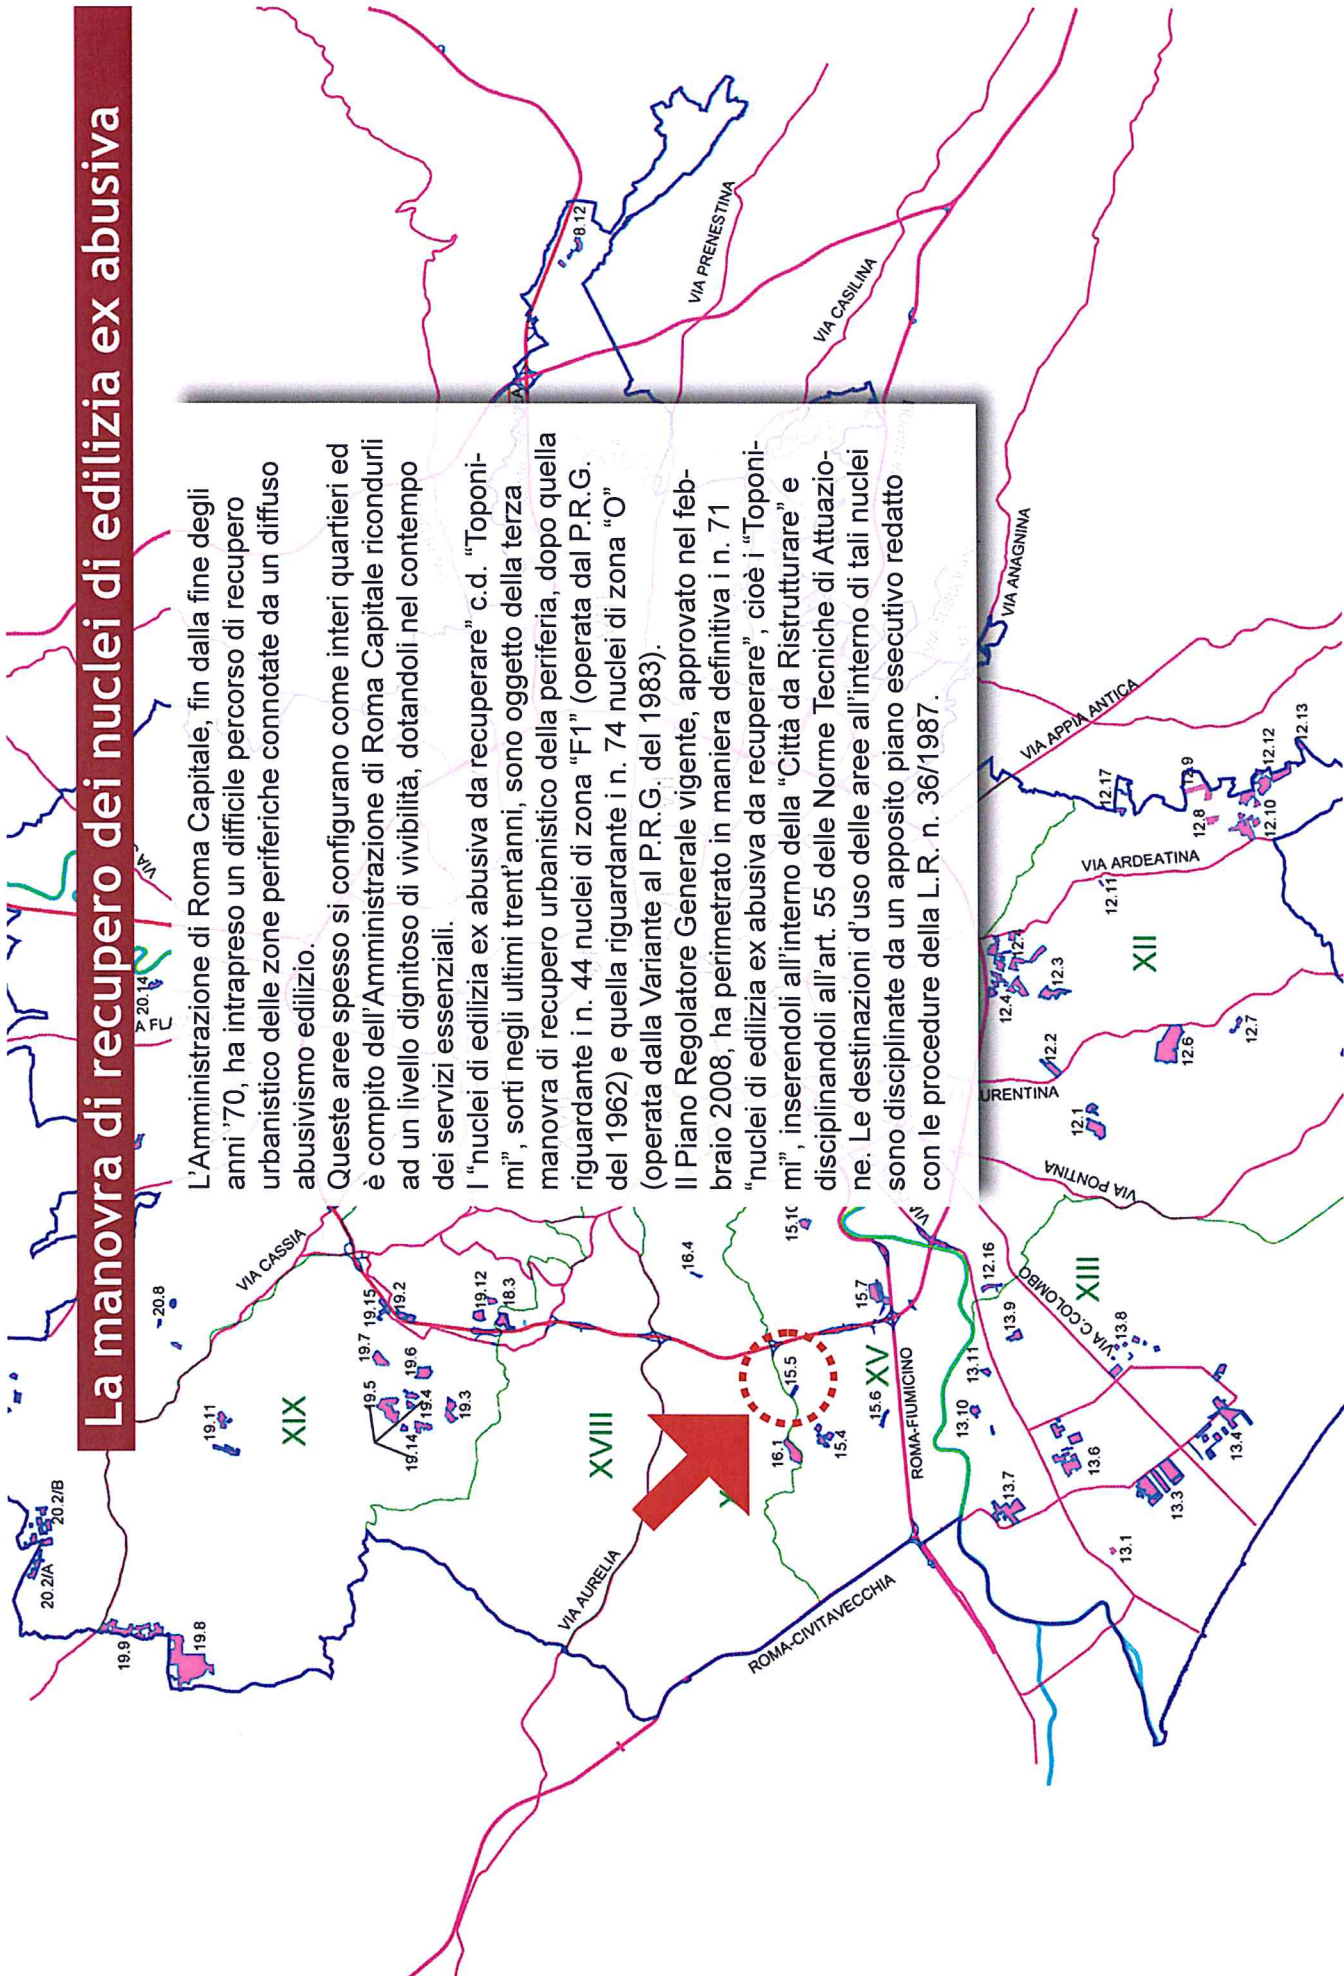 La manovra di recupero dei nuclei di edilizia ex abusiva
L'Amministrazione di Roma Capitale, fin dalla fine degli
anni '70, ha intrapreso un difficile percorso di recupero
urbanistico delle zone periferiche connotate da un diffuso
abusivismo edilizio.
Queste aree spesso si configurano come interi quartieri ed
è compito dell'Amministrazione di Roma Capitale ricondurli
ad un livello dignitoso di vivibilità, dotandoli nel contempo
dei servizi essenziali.
I "nuclei di edilizia ex abusiva da recuperare" c.d. "Toponi-
mi", sorti negli ultimi trent'anni, sono oggetto della terza
manovra di recupero urbanistico della periferia, dopo quella
riguardante i n. 44 nuclei di zona "F1" (operata dal P.R.G.
del 1962) e quella riguardante i n. 74 nuclei di zona "O"
(operata dalla Variante al P.R.G. del 1983).
Il Piano Regolatore Generale vigente, approvato nel feb-
braio 2008, ha perimetrato in maniera definitiva i n. 71
"nuclei di edilizia ex abusiva da recuperare", cioè i "Toponi-
mi", inserendoli all'interno della "Città da Ristrutturare" e
disciplinandoli all'art. 55 delle Norme Tecniche di Attuazio-
ne. Le destinazioni d'uso delle aree all'interno di tali nuclei
sono disciplinate da un apposito piano esecutivo redatto
con le procedure della L.R. n. 36/1987.
20.2/A
20.2/B
19.9
19.8
19.11
XIX
20.8
VIA CASSIA
20.14
A FL
VIA
19.5
19.7
19.15
19.2
19.6
19.14
19.4
19.3
19.12
18.3
XVIII
VIA AURELIA
16.4
16.1
15.5
15.4
15.10
15.7
15.6
XV
ROMA-FIUMICINO
ROMA-CIVITAVECCHIA
13.10
13.11
13.9
12.16
13.7
13.6
13.1
13.3
13.4
13.8
VIA C.COLOMBO
XIII
VIA PONTINA
12.1
12.2
URENTINA
12.6
12.7
12.4
12.4
12.3
XII
12.11
VIA ARDEATINA
12.17
12.8
12.9
12.10
12.12
12.13
VIA APPIA ANTICA
VIA ANAGNINA
VIA CASILINA
VIA PRENESTINA
8.12